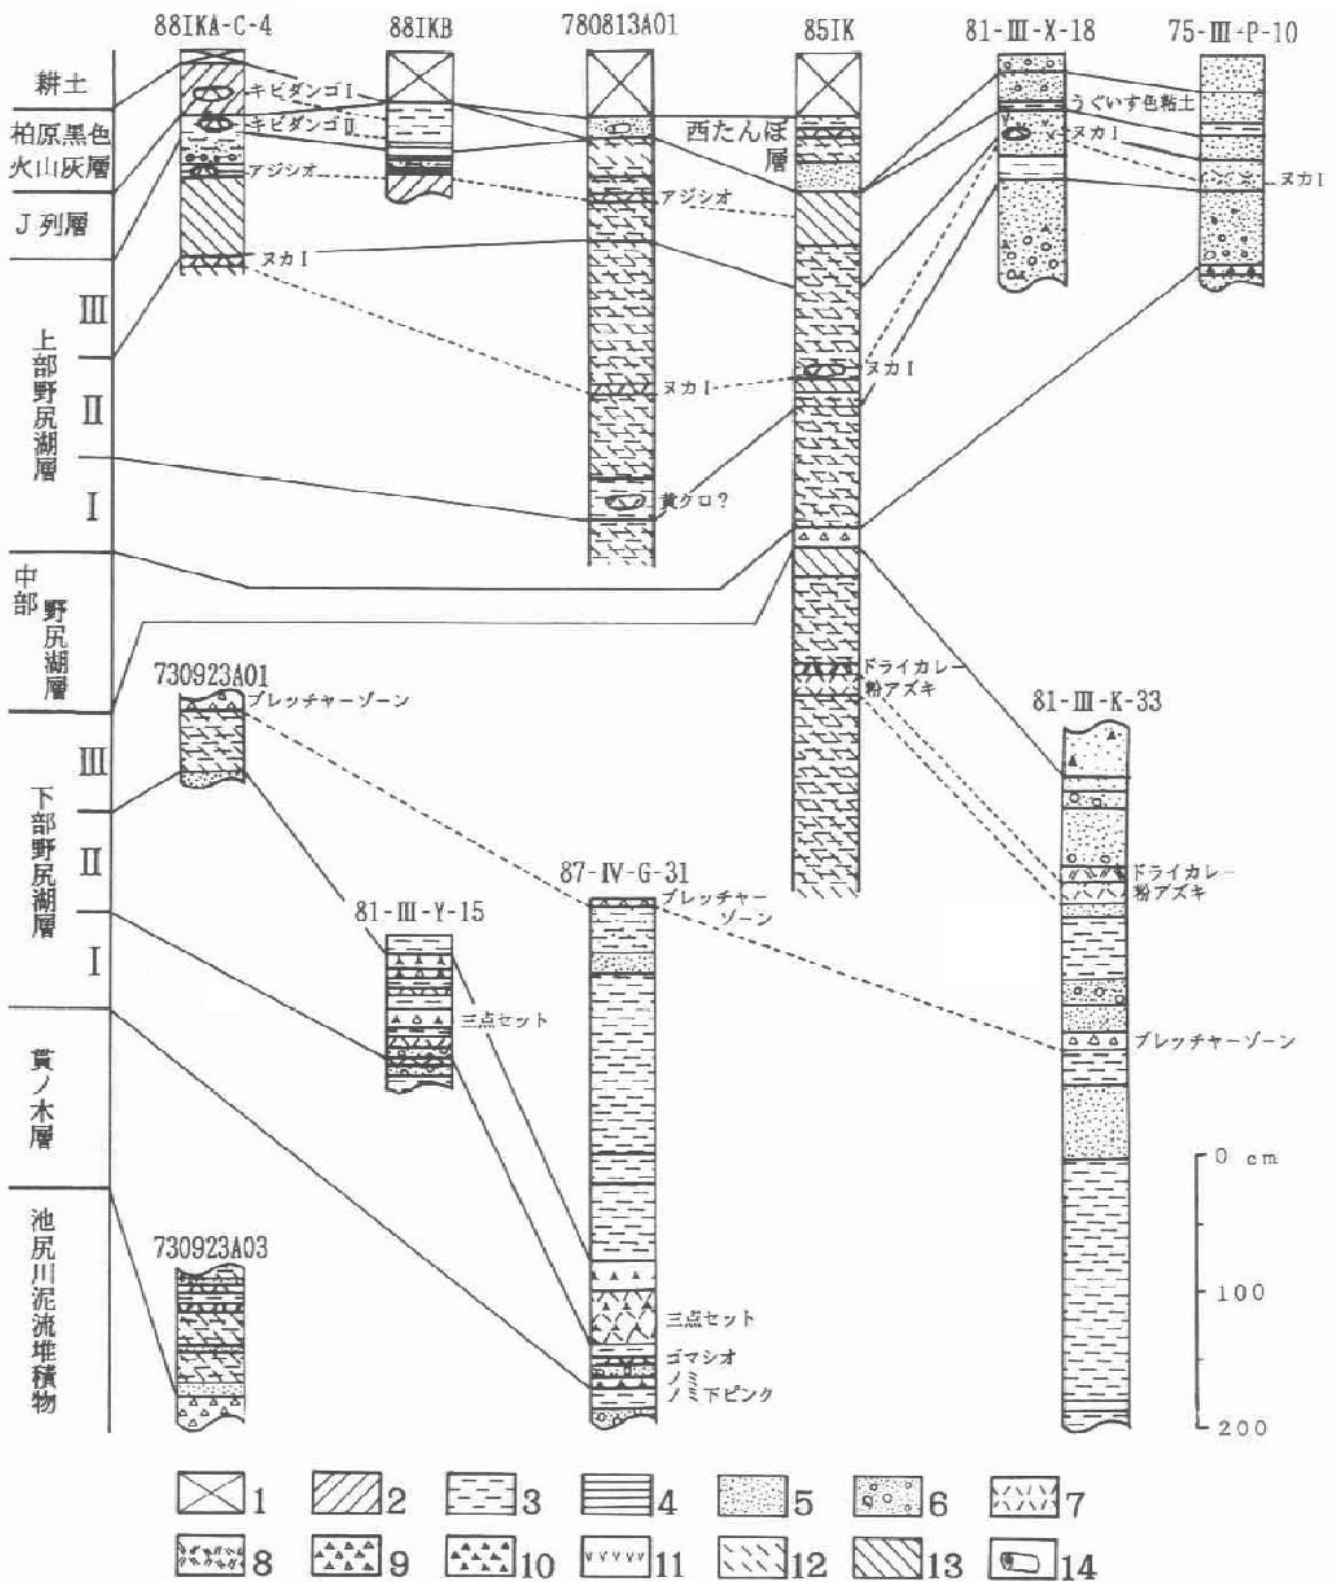 88IKA-C-4
88IKB
780813A01
85IK
81-Ⅲ-X-18
75-Ⅲ-P-10
耕土
柏原黒色
火山灰層
J列層
上部野尻湖層
Ⅲ
Ⅱ
Ⅰ
中部
野尻湖層
下部野尻湖層
Ⅲ
Ⅱ
Ⅰ
貫ノ木層
池尻川泥流堆積物
キビダンゴⅠ
キビダンゴⅡ
アジシオ
ヌカⅠ
アジシオ
ヌカⅠ
黄クロ?
西たんぼ
層
ヌカⅠ
ドライカレー
粉アズキ
うぐいす色粘土
ヌカⅠ
ヌカⅠ
730923A01
ブレッチャーゾーン
81-Ⅲ-Y-15
三点セット
87-Ⅳ-G-31
ブレッチャー
ゾーン
三点セット
ゴマシオ
ノミ
ノミ下ピンク
81-Ⅲ-K-33
ドライカレー
粉アズキ
ブレッチャーゾーン
730923A03
0 cm
100
200
1 2 3 4 5 6 7
8 9 10 11 12 13 14